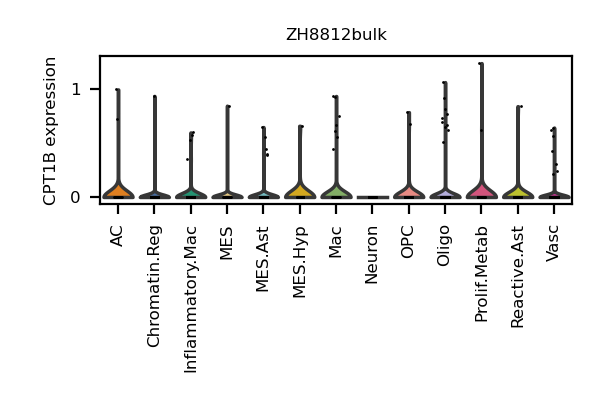 ZH8812bulk
CPT1B expression
1
0
AC
Chromatin.Reg
Inflammatory.Mac
MES
MES.Ast
MES.Hyp
Mac
Neuron
OPC
Oligo
Prolif.Metab
Reactive.Ast
Vasc